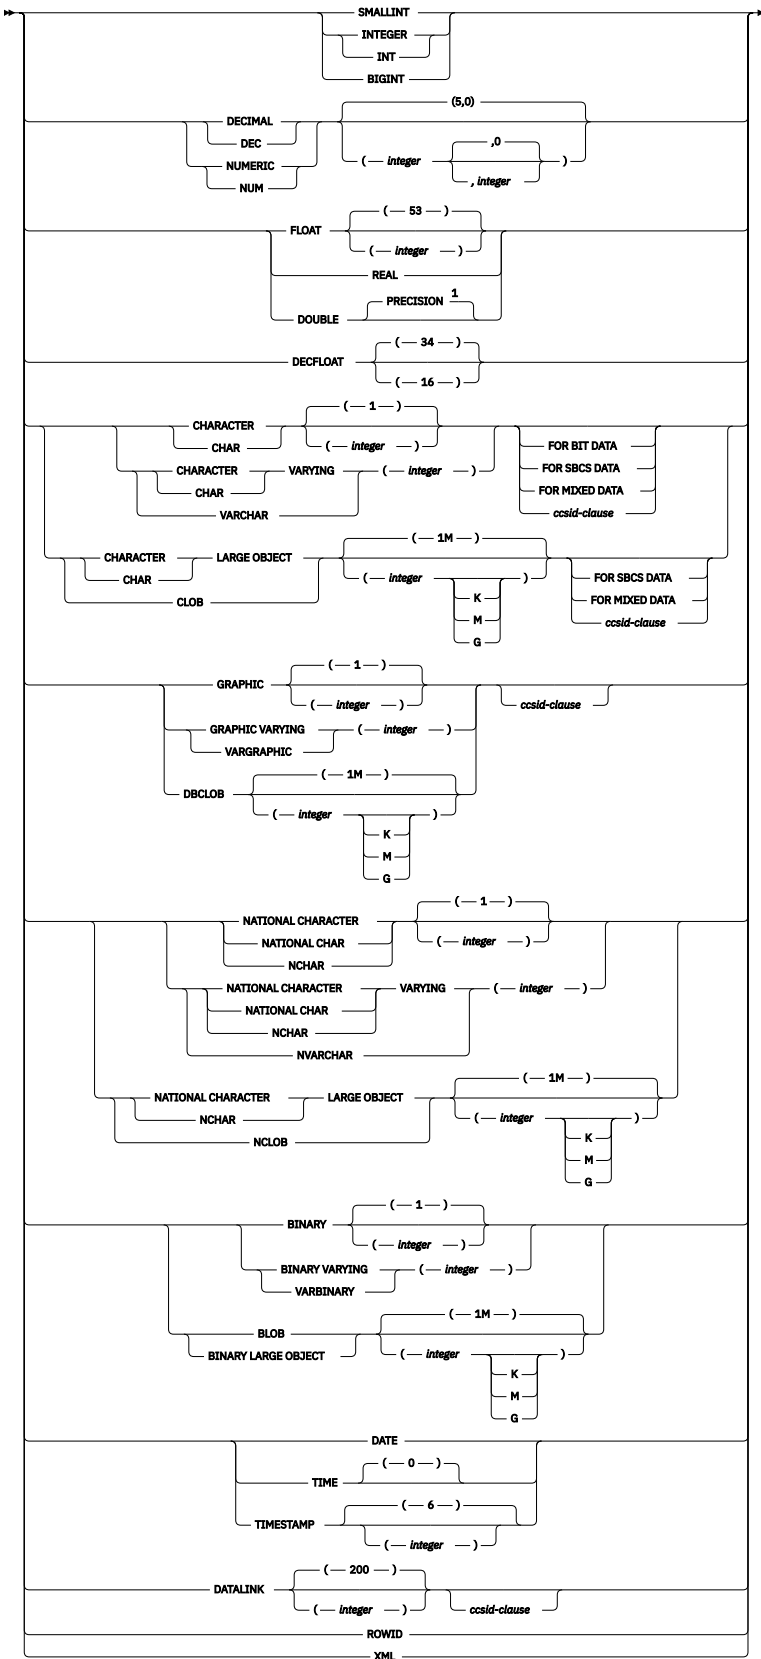 SMALLINT
INTEGER
INT
BIGINT
(5,0)
DECIMAL
DEC
NUMERIC
NUM
( integer ,0 )
, integer
( 53 )
FLOAT
( integer )
REAL
PRECISION 1
DOUBLE
( 34 )
DECFLOAT
( 16 )
( 1 )
CHARACTER
CHAR
( integer )
CHARACTER VARYING ( integer )
CHAR
VARCHAR
FOR BIT DATA
FOR SBCS DATA
FOR MIXED DATA
ccsid-clause
( 1M )
CHARACTER LARGE OBJECT
CHAR
CLOB
( integer )
K
M
G
FOR SBCS DATA
FOR MIXED DATA
ccsid-clause
( 1 )
GRAPHIC
( integer )
ccsid-clause
GRAPHIC VARYING ( integer )
VARGRAPHIC
( 1M )
DBCLOB
( integer )
K
M
G
( 1 )
NATIONAL CHARACTER
NATIONAL CHAR
( integer )
NCHAR
NATIONAL CHARACTER VARYING ( integer )
NATIONAL CHAR
NCHAR
NVARCHAR
( 1M )
NATIONAL CHARACTER LARGE OBJECT
NCHAR
( integer )
NCLOB
K
M
G
( 1 )
BINARY
( integer )
BINARY VARYING ( integer )
VARBINARY
( 1M )
BLOB
BINARY LARGE OBJECT
( integer )
K
M
G
DATE
( 0 )
TIME
( 6 )
TIMESTAMP
( integer )
( 200 )
DATALINK
( integer ) ccsid-clause
ROWID
XML